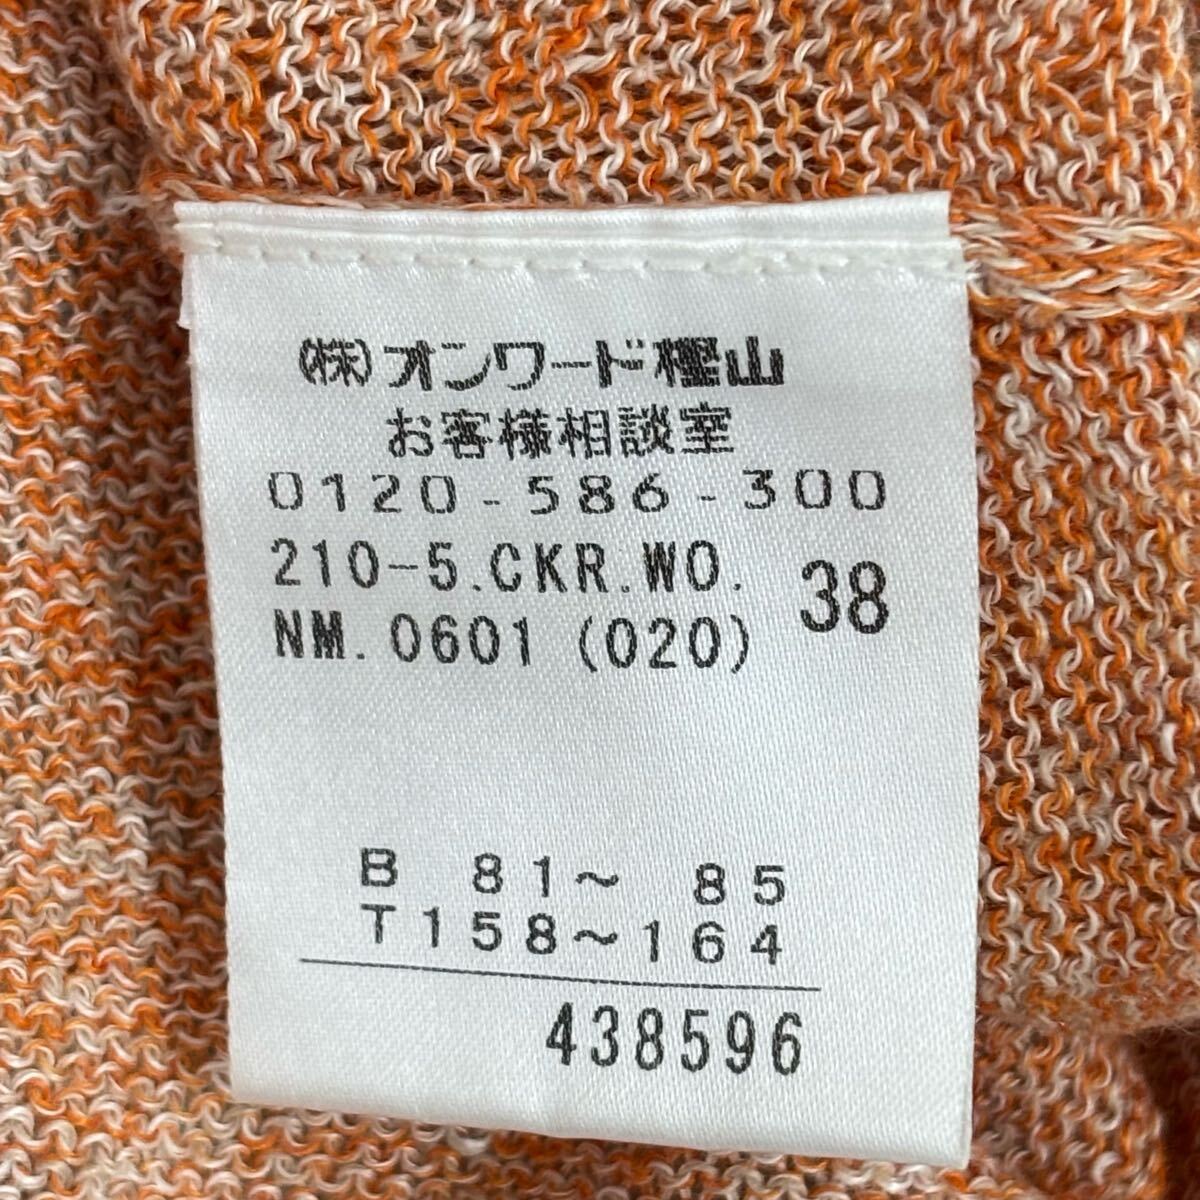 (株)オンワード樫山
お客様相談室
0120-586-300
210-5.CKR.WO.
NM.0601 (020)
38
B 81～ 85
T158～164
438596